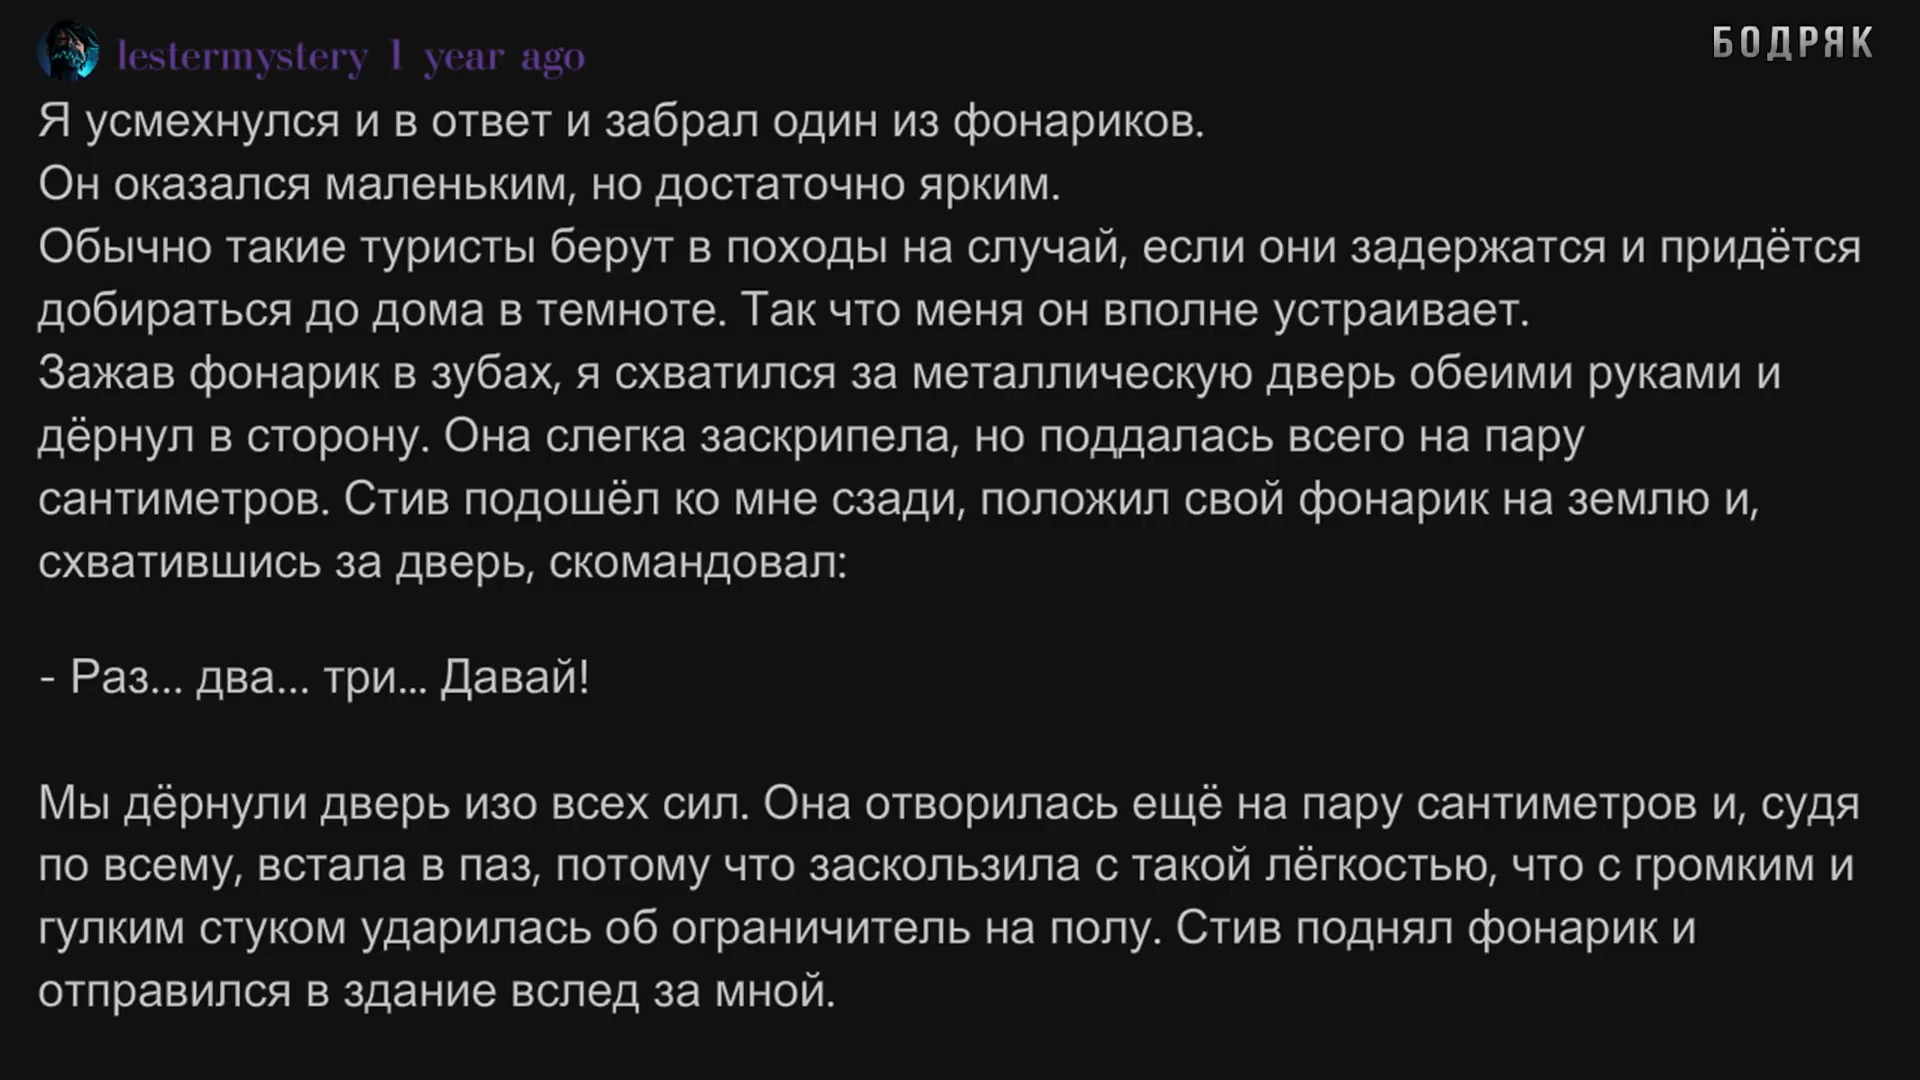 lestermystery 1 year ago
БОДРЯК
Я усмехнулся и в ответ и забрал один из фонариков.
Он оказался маленьким, но достаточно ярким.
Обычно такие туристы берут в походы на случай, если они задержатся и придётся
добираться до дома в темноте. Так что меня он вполне устраивает.
Зажав фонарик в зубах, я схватился за металлическую дверь обеими руками и
дёрнул в сторону. Она слегка заскрипела, но поддалась всего на пару
сантиметров. Стив подошёл ко мне сзади, положил свой фонарик на землю и,
схватившись за дверь, скомандовал:
- Раз... два... три... Давай!
Мы дёрнули дверь изо всех сил. Она отворилась ещё на пару сантиметров и, судя
по всему, встала в паз, потому что заскользила с такой лёгкостью, что с громким и
гулким стуком ударилась об ограничитель на полу. Стив поднял фонарик и
отправился в здание вслед за мной.